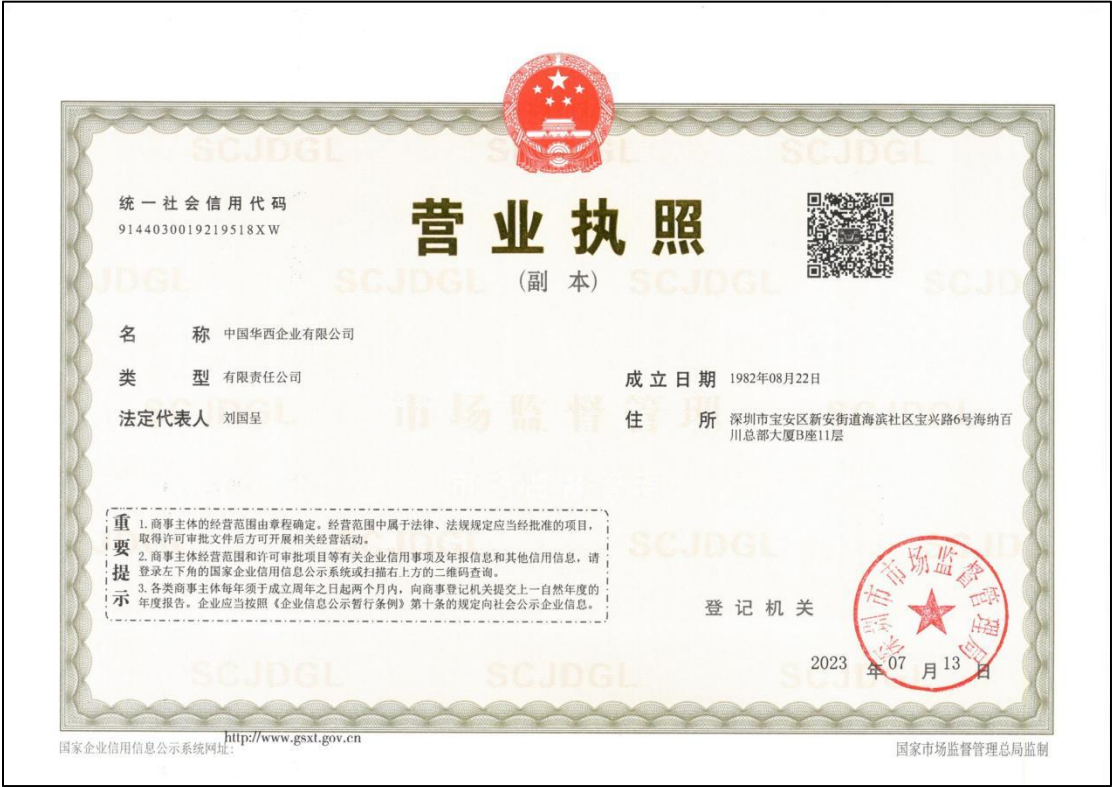 统一社会信用代码
91440300192195​18XW
营业执照
(副 本)
名 称 中国华西企业有限公司
类 型 有限责任公司
成立日期 1982年08月22日
法定代表人 刘国呈
住 所 深圳市宝安区新安街道海滨社区宝兴路6号海纳百
川总部大厦B座11层
重要提示
1. 商事主体的经营范围由章程确定。经营范围中属于法律、法规规定应当经批准的项目，
取得许可审批文件后方可开展相关经营活动。
2. 商事主体经营范围和许可审批项目等有关企业信用事项及年报信息和其他信用信息，请
登录左下角的国家企业信用信息公示系统或扫描右上方的二维码查询。
3. 各类商事主体每年须于成立周年之日起两个月内，向商事登记机关提交上一自然年度的
年度报告。企业应当按照《企业信息公示暂行条例》第十条的规定向社会公示企业信息。
登记机关
深圳市市场监督管理局
2023 年 07 月 13 日
国家企业信用信息公示系统网址: http://www.gsxt.gov.cn
国家市场监督管理总局监制
SCJDGL
市场监督管理